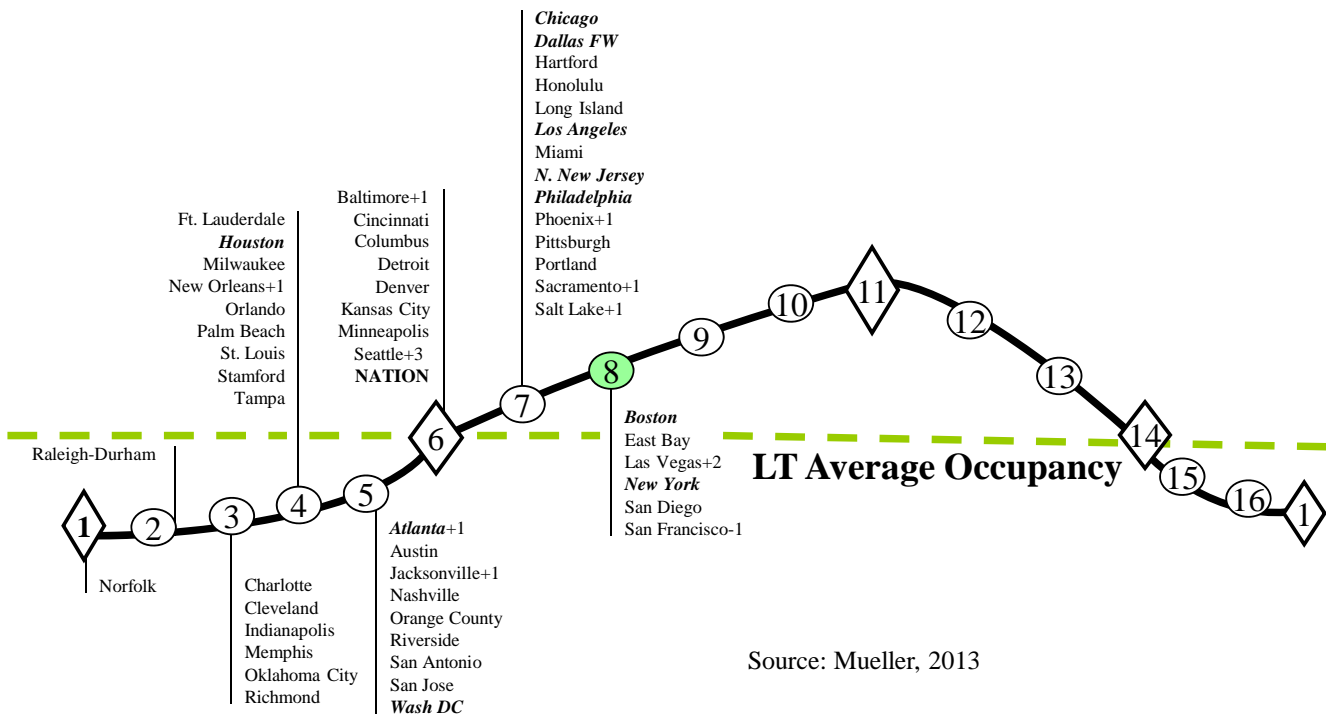 Chicago
Dallas FW
Hartford
Honolulu
Long Island
Los Angeles
Miami
N. New Jersey
Philadelphia
Phoenix+1
Pittsburgh
Portland
Sacramento+1
Salt Lake+1
Baltimore+1
Cincinnati
Columbus
Detroit
Denver
Kansas City
Minneapolis
Seattle+3
NATION
Ft. Lauderdale
Houston
Milwaukee
New Orleans+1
Orlando
Palm Beach
St. Louis
Stamford
Tampa
Raleigh-Durham
1
2
3
4
5
6
7
8
9
10
11
12
13
14
15
16
1
LT Average Occupancy
Norfolk
Charlotte
Cleveland
Indianapolis
Memphis
Oklahoma City
Richmond
Atlanta+1
Austin
Jacksonville+1
Nashville
Orange County
Riverside
San Antonio
San Jose
Wash DC
Boston
East Bay
Las Vegas+2
New York
San Diego
San Francisco-1
Source: Mueller, 2013